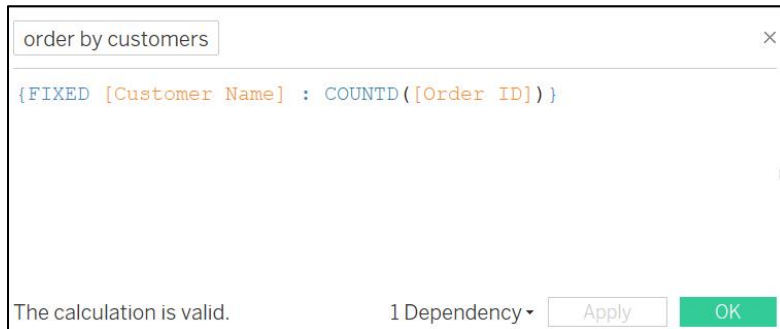 order by customers
{FIXED [Customer Name] : COUNTD([Order ID])}
The calculation is valid. 1 Dependency Apply OK